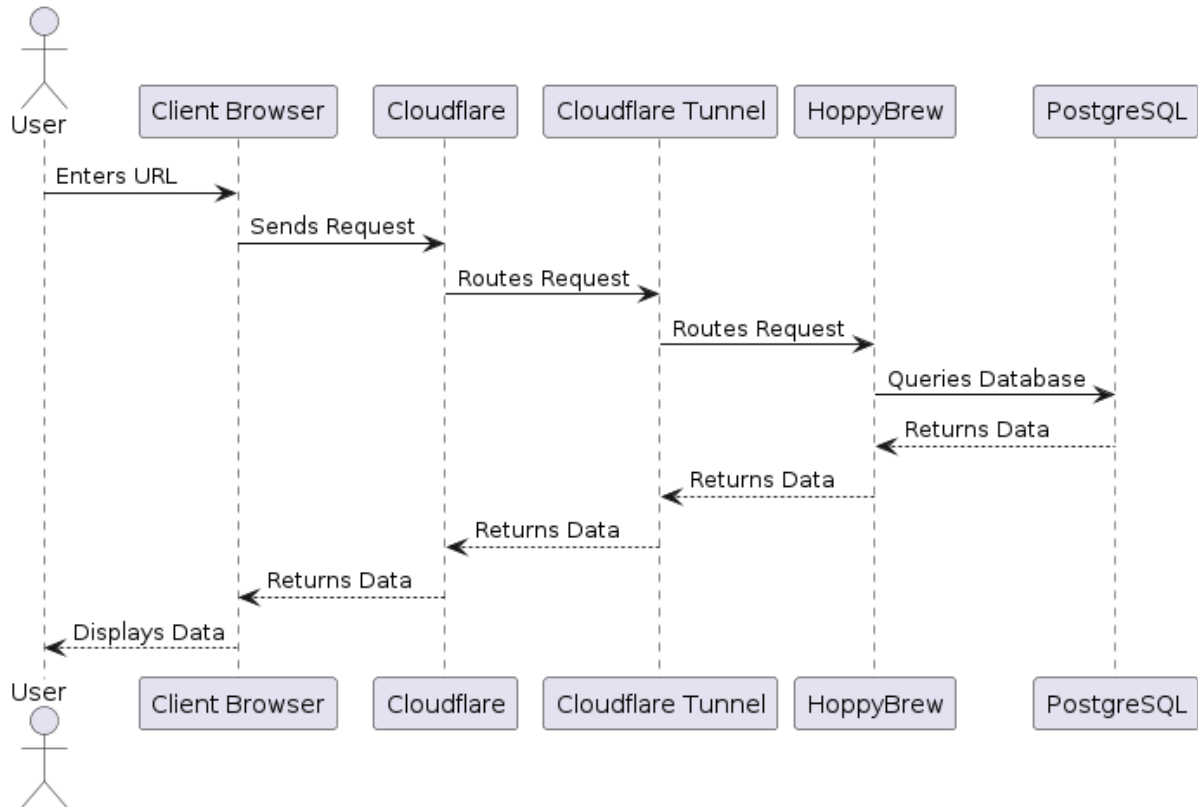 User
Client Browser
Cloudflare
Cloudflare Tunnel
HoppyBrew
PostgreSQL
Enters URL
Sends Request
Routes Request
Routes Request
Queries Database
Returns Data
Returns Data
Returns Data
Returns Data
Displays Data
User
Client Browser
Cloudflare
Cloudflare Tunnel
HoppyBrew
PostgreSQL